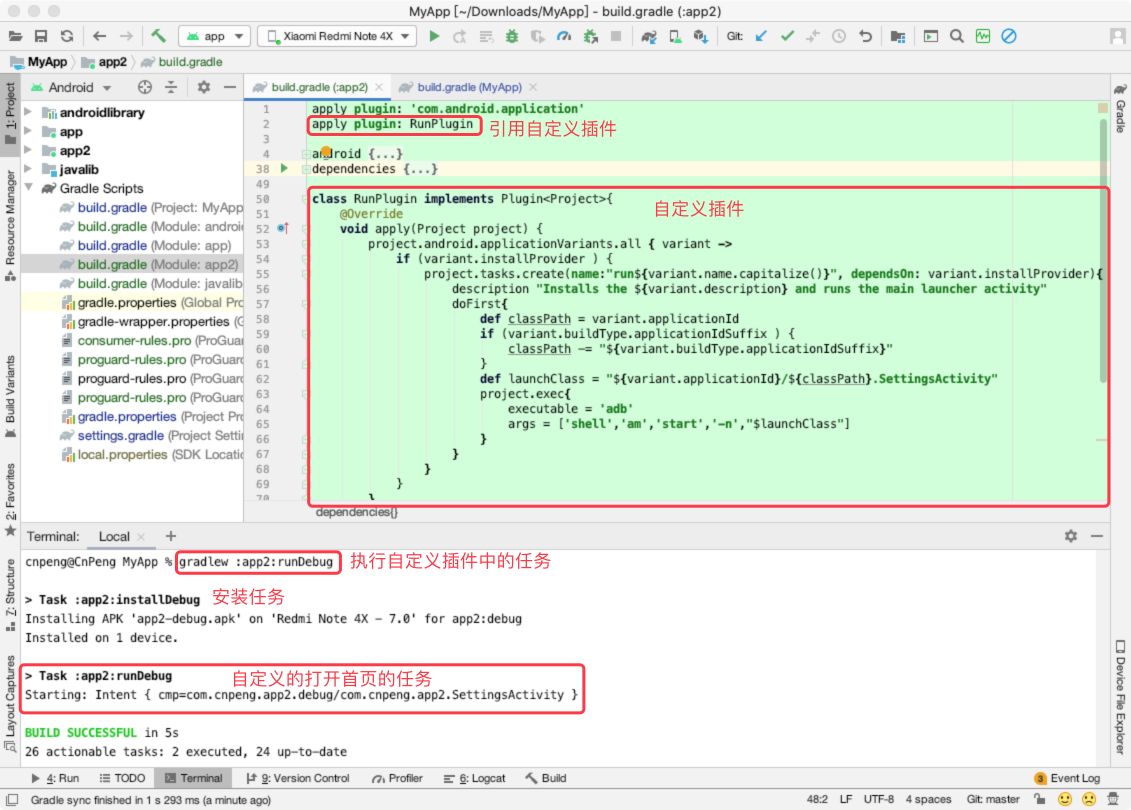 MyApp [~/Downloads/MyApp] - build.gradle (:app2)
app
Xiaomi Redmi Note 4X
Git:
MyApp
app2
build.gradle
1: Project
Resource Manager
Build Variants
2: Favorites
Z: Structure
Layout Captures
Android
androidlibrary
app
app2
javalib
Gradle Scripts
build.gradle (Project: MyApp
build.gradle (Module: androi
build.gradle (Module: app)
build.gradle (Module: app2)
build.gradle (Module: javalib
gradle.properties (Global Pro
gradle-wrapper.properties (G
consumer-rules.pro (ProGuar
proguard-rules.pro (ProGuard
proguard-rules.pro (ProGuard
proguard-rules.pro (ProGuard
gradle.properties (Project Pro
settings.gradle (Project Settin
local.properties (SDK Locatio
build.gradle (:app2)
build.gradle (MyApp)
1 apply plugin: 'com.android.application'
2 apply plugin: RunPlugin
引用自定义插件
3
4 android {...}
38 dependencies {...}
49
50 class RunPlugin implements Plugin<Project>{
自定义插件
51 @Override
52 void apply(Project project) {
53 project.android.applicationVariants.all { variant ->
54 if (variant.installProvider ) {
55 project.tasks.create(name:"run${variant.name.capitalize()}", dependsOn: variant.installProvider){
56 description "Installs the ${variant.description} and runs the main launcher activity"
57 doFirst{
58 def classPath = variant.applicationId
59 if (variant.buildType.applicationIdSuffix ) {
60 classPath -= "${variant.buildType.applicationIdSuffix}"
61 }
62 def launchClass = "${variant.applicationId}/${classPath}.SettingsActivity"
63 project.exec{
64 executable = 'adb'
65 args = ['shell','am','start','-n',"$launchClass"]
66 }
67 }
68 }
69 }
70 }
dependencies{}
Gradle
Device File Explorer
Terminal:
Local
cnpeng@CnPeng MyApp % gradlew :app2:runDebug
执行自定义插件中的任务
> Task :app2:installDebug
安装任务
Installing APK 'app2-debug.apk' on 'Redmi Note 4X - 7.0' for app2:debug
Installed on 1 device.
> Task :app2:runDebug
自定义的打开首页的任务
Starting: Intent { cmp=com.cnpeng.app2.debug/com.cnpeng.app2.SettingsActivity }
BUILD SUCCESSFUL in 5s
26 actionable tasks: 2 executed, 24 up-to-date
4: Run
TODO
Terminal
9: Version Control
Profiler
6: Logcat
Build
3 Event Log
Gradle sync finished in 1 s 293 ms (a minute ago)
48:2
LF
UTF-8
4 spaces
Git: master